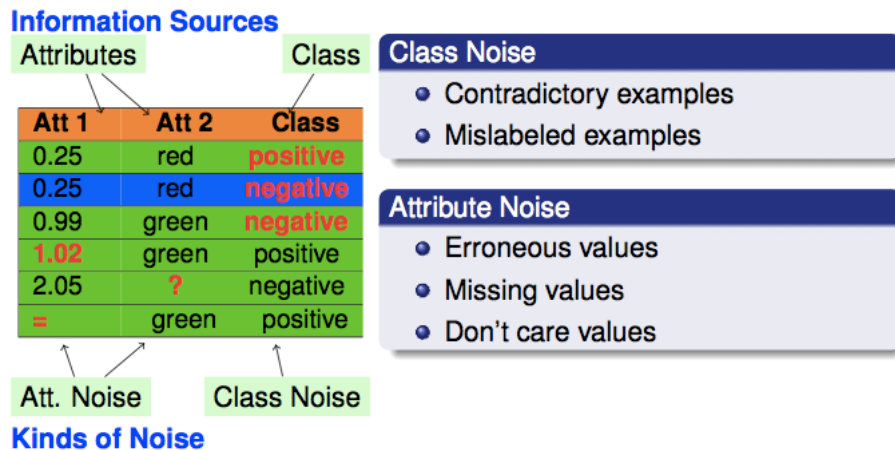 Information Sources
Attributes
Class
Att 1 Att 2 Class
0.25 red positive
0.25 red negative
0.99 green negative
1.02 green positive
2.05 ? negative
= green positive
Att. Noise
Class Noise
Kinds of Noise
Class Noise
Contradictory examples
Mislabeled examples
Attribute Noise
Erroneous values
Missing values
Don't care values